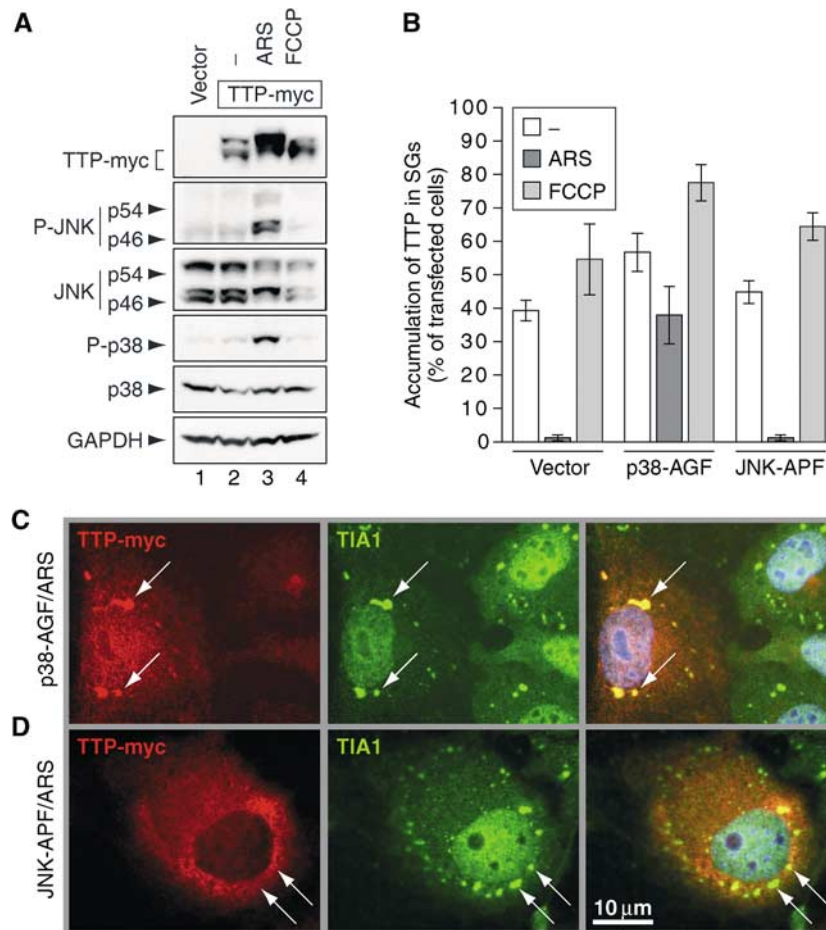 A
Vector
–
ARS
FCCP
TTP-myc
TTP-myc
P-JNK
p54
p46
JNK
p54
p46
P-p38
p38
GAPDH
1 2 3 4
B
Accumulation of TTP in SGs
(% of transfected cells)
100
90
80
70
60
50
40
30
20
10
0
–
ARS
FCCP
Vector
p38-AGF
JNK-APF
C
p38-AGF/ARS
TTP-myc
TIA1
D
JNK-APF/ARS
TTP-myc
TIA1
10 μm